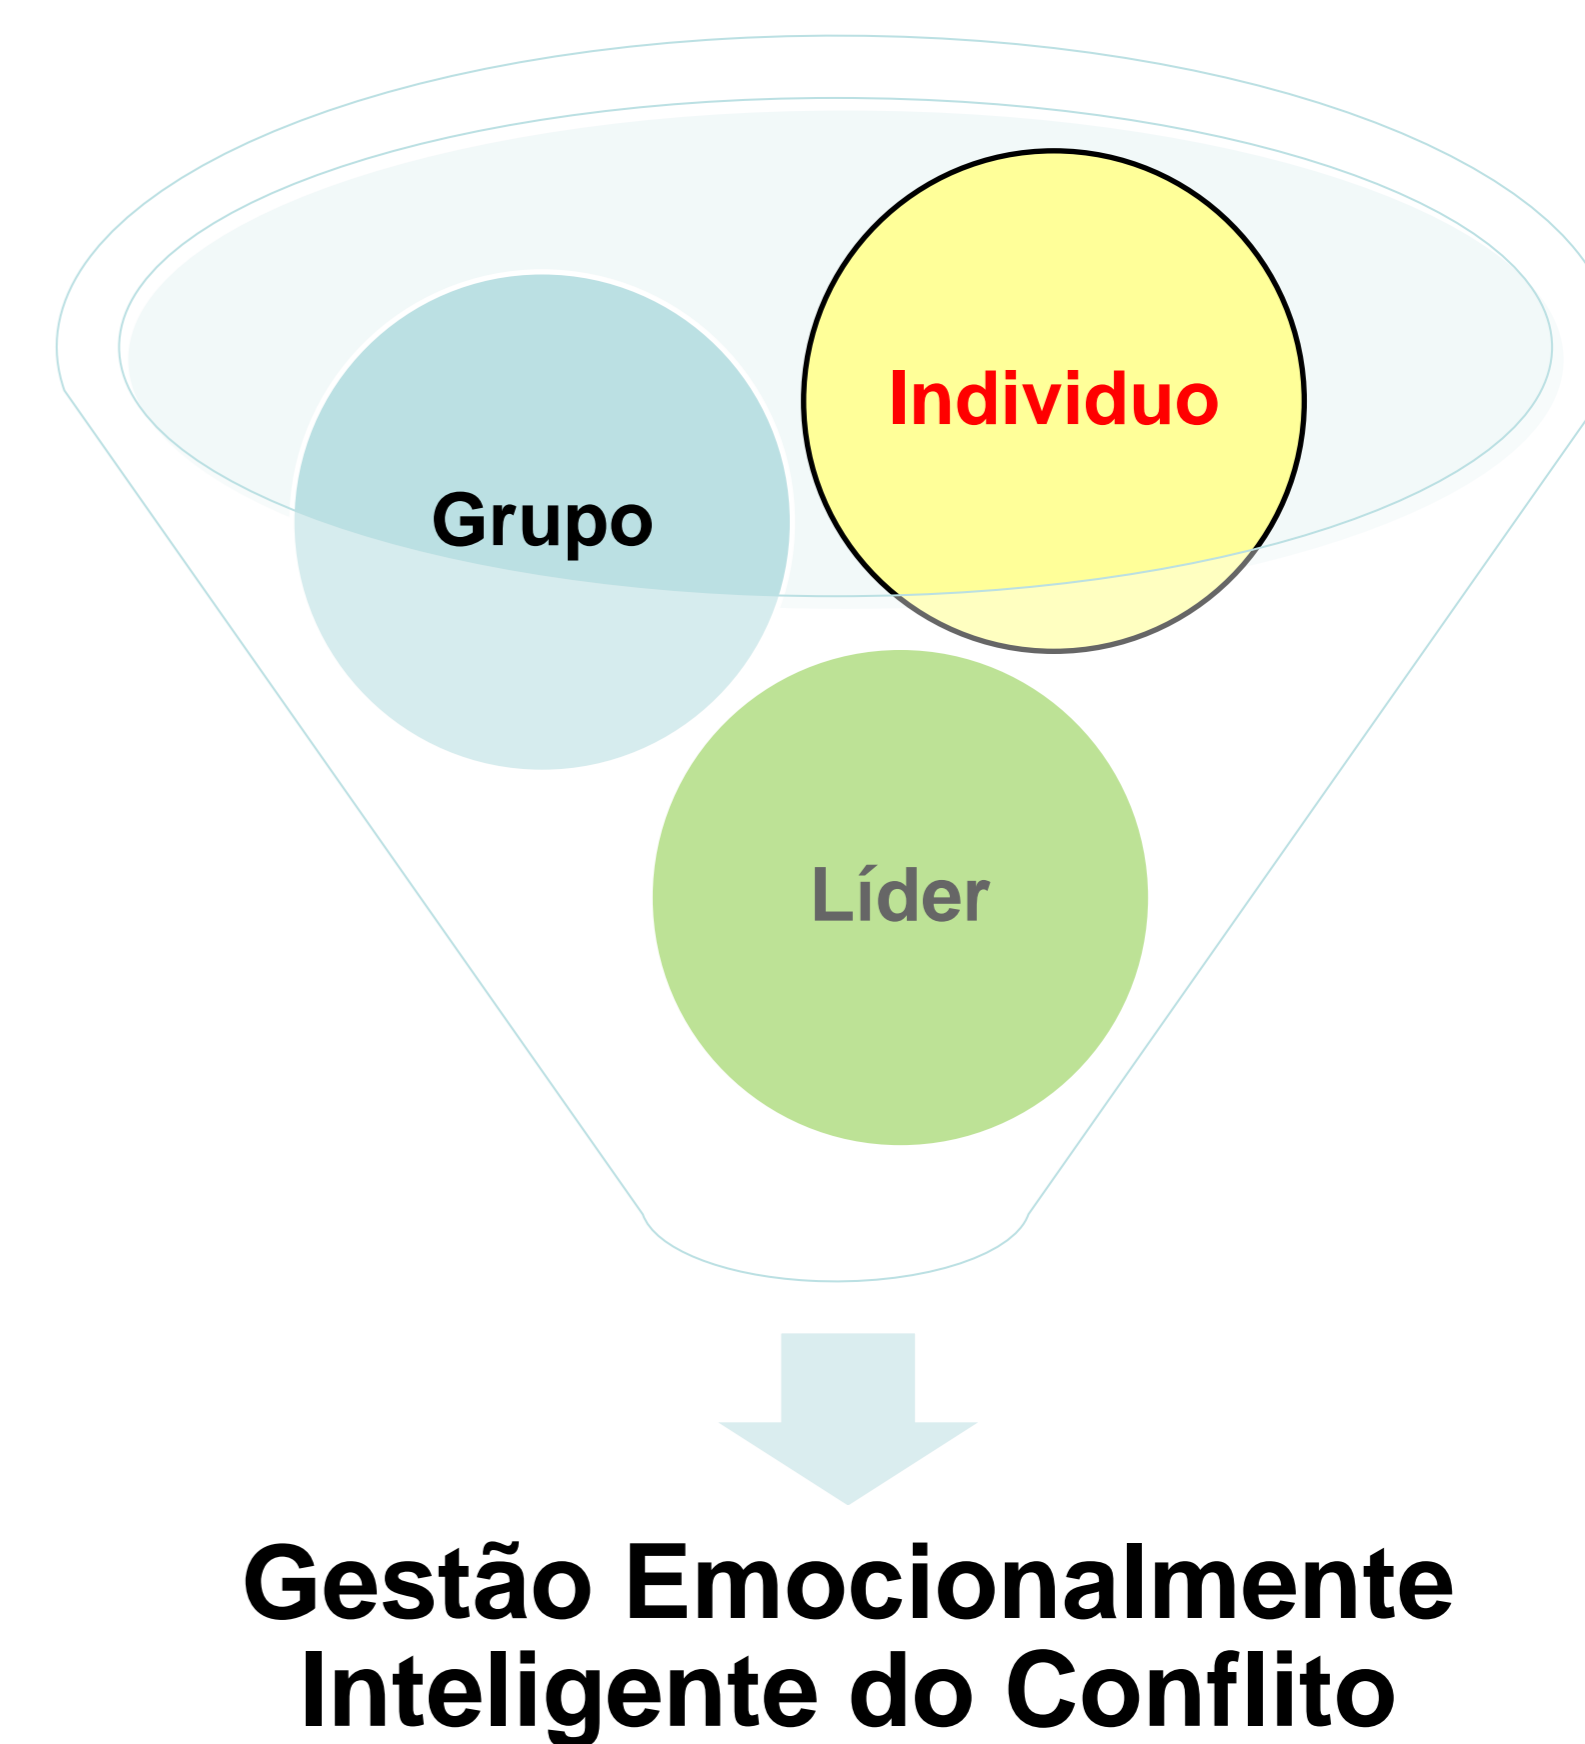 Individuo
Grupo
Líder
Gestão Emocionalmente
Inteligente do Conflito